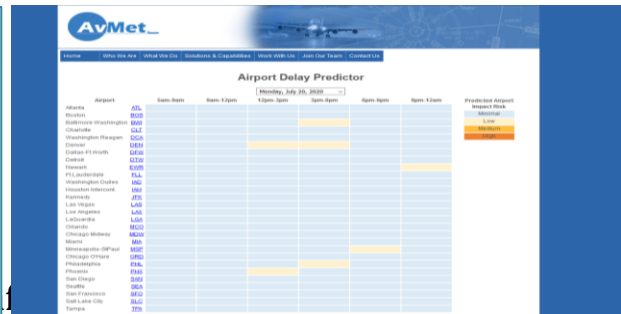 AvMet
Home Who We Are What We Do Solutions & Capabilities Work With Us Join Our Team Contact Us
Airport Delay Predictor
Monday, July 20, 2020
Airport 6am-9am 9am-12pm 12pm-3pm 3pm-6pm 6pm-9pm 9pm-12am Predicted Airport
Impact Risk
Minimal
Low
Medium
High
Atlanta ATL
Boston BOS
Baltimore-Washington BWI
Charlotte CLT
Washington Reagan DCA
Denver DEN
Dallas-Ft.Worth DFW
Detroit DTW
Newark EWR
Ft.Lauderdale FLL
Washington Dulles IAD
Houston Intercont. IAH
Kennedy JFK
Las Vegas LAS
Los Angeles LAX
LaGuardia LGA
Orlando MCO
Chicago Midway MDW
Miami MIA
Minneapolis-StPaul MSP
Chicago O'Hare ORD
Philadelphia PHL
Phoenix PHX
San Diego SAN
Seattle SEA
San Francisco SFO
Salt Lake City SLC
Tampa TPA